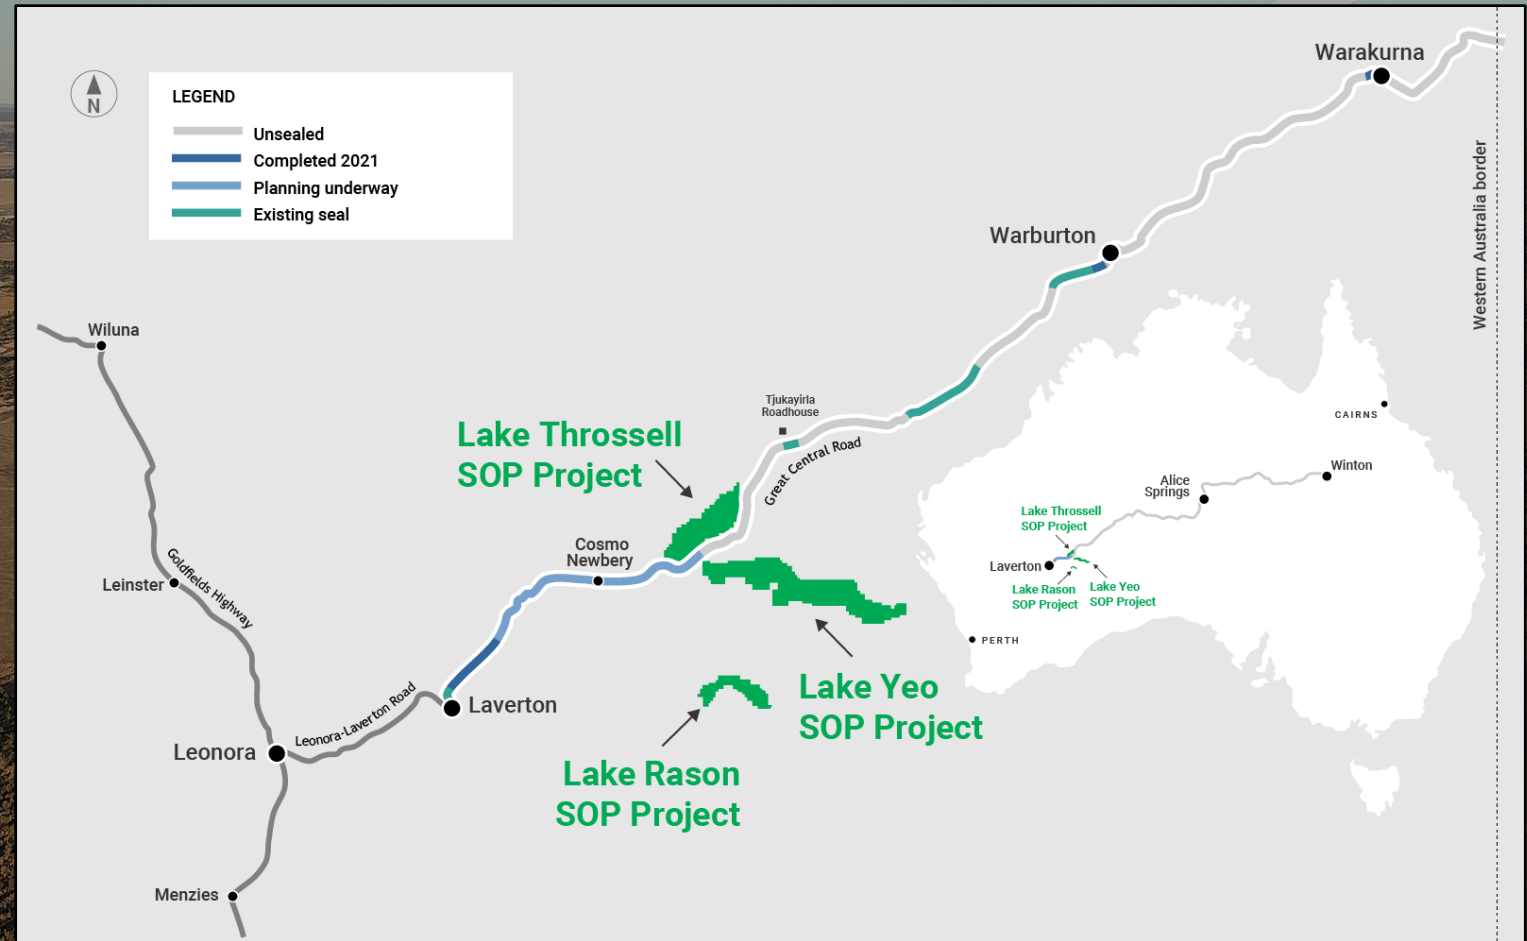 Warakurna
N
LEGEND
Unsealed
Completed 2021
Planning underway
Existing seal
Western Australia border
Warburton
Wiluna
Tjukayirla
Roadhouse
Great Central Road
Lake Throssell
SOP Project
Cosmo
Newbery
Goldfields Highway
Leinster
Leonora-Laverton Road
Laverton
Leonora
Lake Yeo
SOP Project
Lake Rason
SOP Project
Menzies
CAIRNS
Winton
Alice
Springs
Lake Throssell
SOP Project
Laverton
Lake Rason
SOP Project
Lake Yeo
SOP Project
PERTH